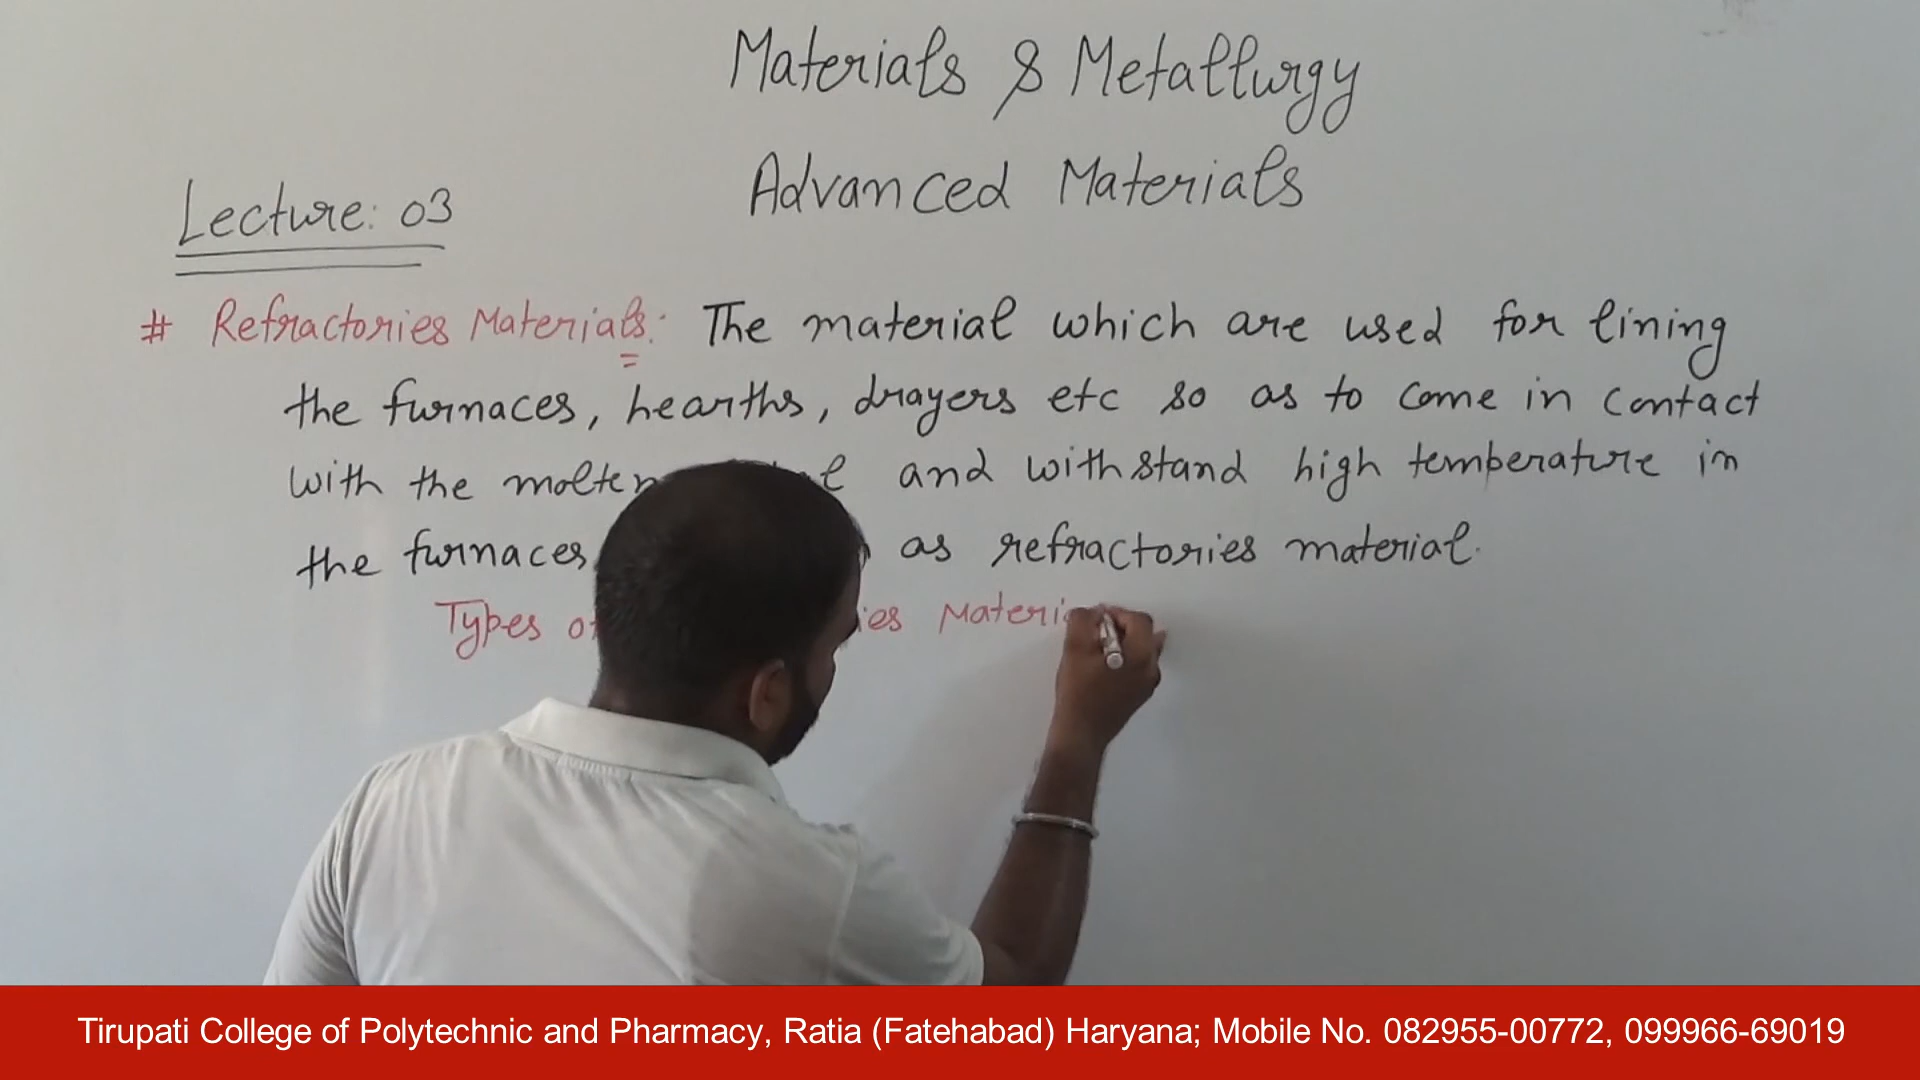 Materials & Metallurgy
Advanced Materials
Lecture: 03
# Refractories Materials: The material which are used for lining
the furnaces, hearths, drayers etc so as to come in contact
with the molten and withstand high temperature in
the furnaces as refractories material.
Types of Materi
Tirupati College of Polytechnic and Pharmacy, Ratia (Fatehabad) Haryana; Mobile No. 082955-00772, 099966-69019